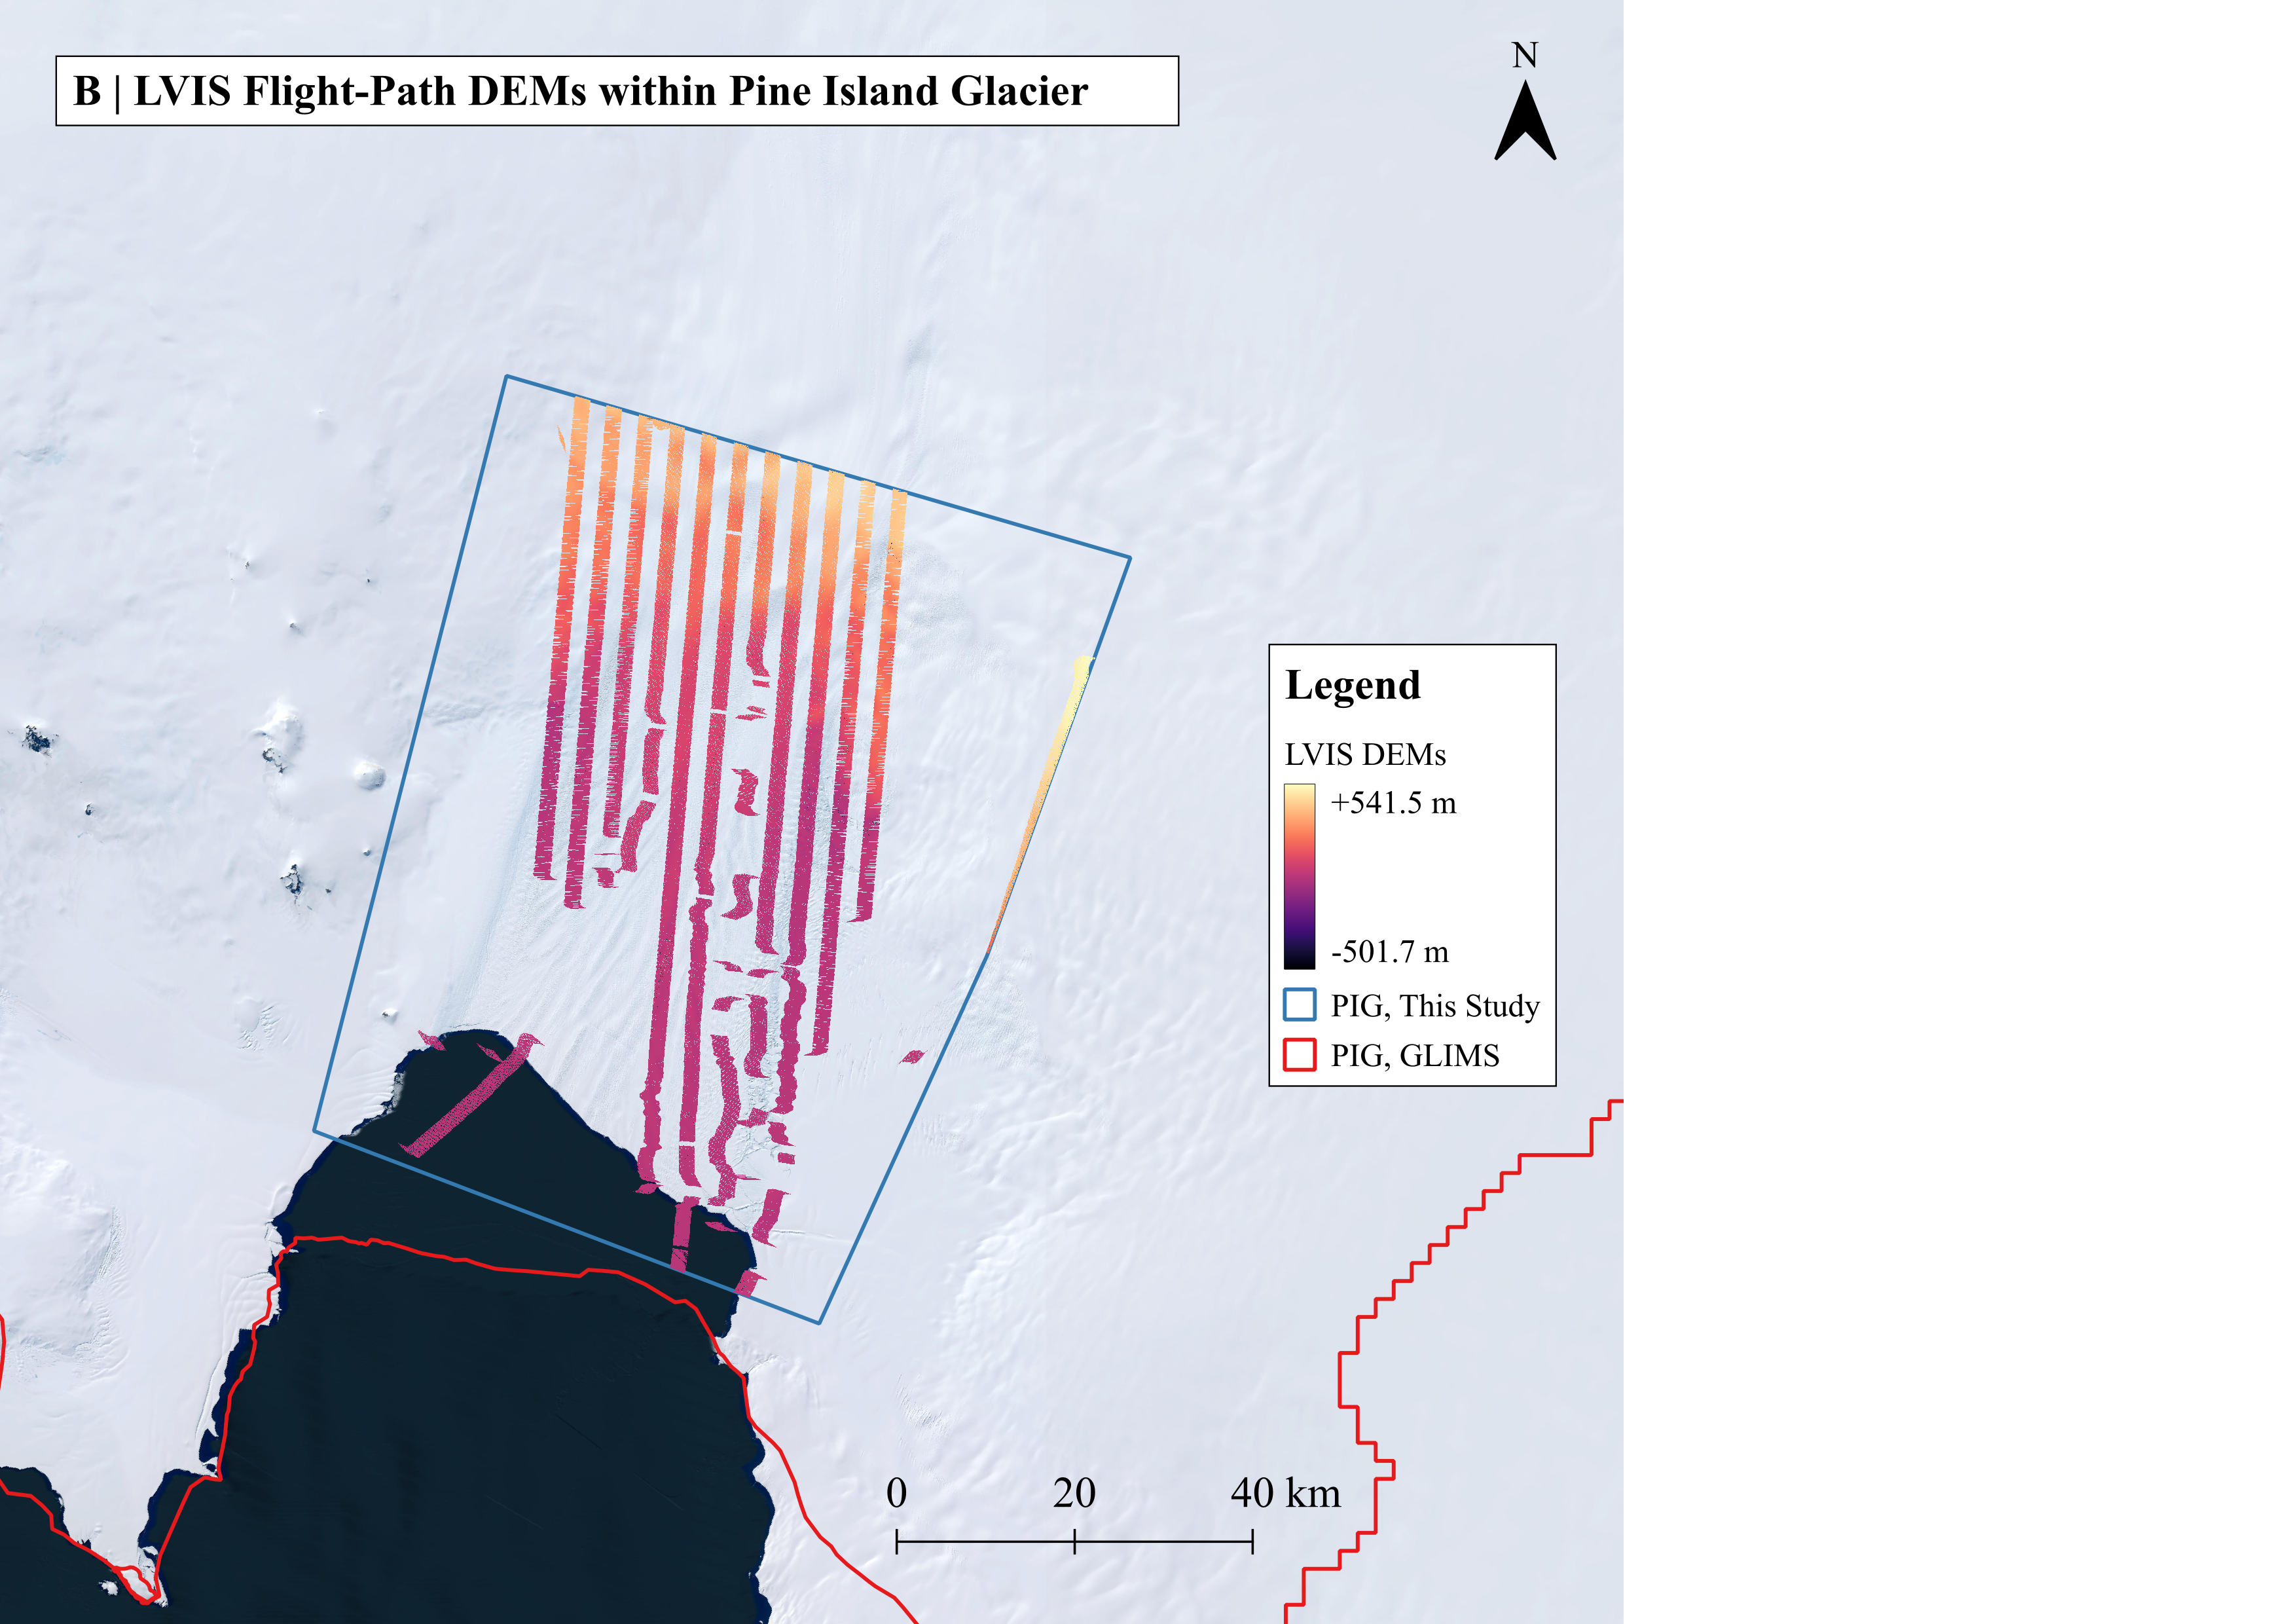 B | LVIS Flight-Path DEMs within Pine Island Glacier
N
Legend
LVIS DEMs
+541.5 m
-501.7 m
PIG, This Study
PIG, GLIMS
0 20 40 km